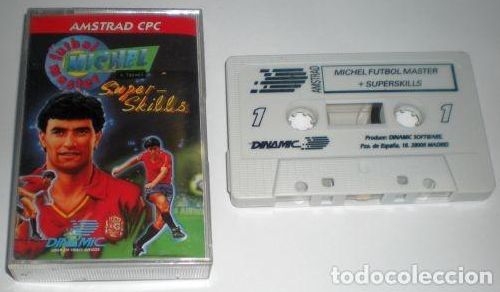 AMSTRAD CPC
futbol
MICHEL
master
Super-
Skills
DINAMIC
AMSTRAD
MICHEL FUTBOL MASTER
+ SUPERSKILLS
1
1
DINAMIC
Produce: DINAMIC SOFTWARE.
Pza. de España, 18. 28008 MADRID
todocoleccion